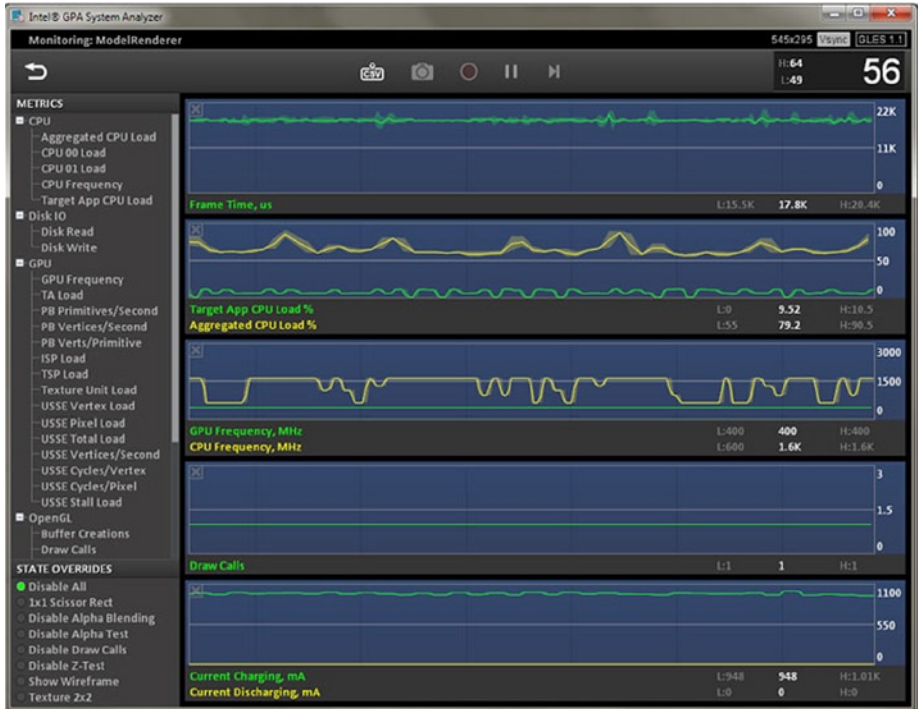 Intel® GPA System Analyzer
Monitoring: ModelRenderer
545x295 Vsync GLES 1.1
CSV
H:64
L:49
56
METRICS
CPU
Aggregated CPU Load
CPU 00 Load
CPU 01 Load
CPU Frequency
Target App CPU Load
Disk IO
Disk Read
Disk Write
GPU
GPU Frequency
TA Load
PB Primitives/Second
PB Vertices/Second
PB Verts/Primitive
ISP Load
TSP Load
Texture Unit Load
USSE Vertex Load
USSE Pixel Load
USSE Total Load
USSE Vertices/Second
USSE Cycles/Vertex
USSE Cycles/Pixel
USSE Stall Load
OpenGL
Buffer Creations
Draw Calls
STATE OVERRIDES
Disable All
1x1 Scissor Rect
Disable Alpha Blending
Disable Alpha Test
Disable Draw Calls
Disable Z-Test
Show Wireframe
Texture 2x2
22K
11K
0
Frame Time, us L:15.5K 17.8K H:20.4K
100
50
0
Target App CPU Load % L:0 9.52 H:10.5
Aggregated CPU Load % L:55 79.2 H:90.5
3000
1500
0
GPU Frequency, MHz L:400 400 H:400
CPU Frequency, MHz L:600 1.6K H:1.6K
3
1.5
0
Draw Calls L:1 1 H:1
1100
550
0
Current Charging, mA L:948 948 H:1.01K
Current Discharging, mA L:0 0 H:0